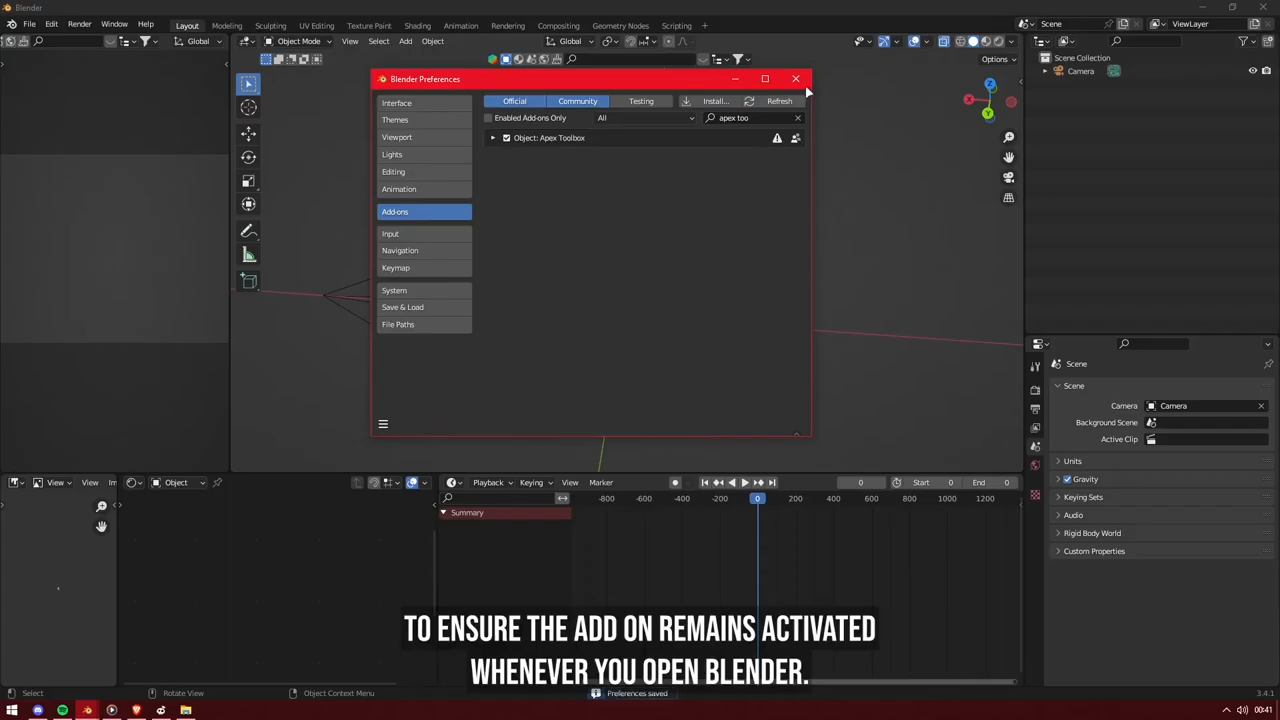 Blender
File Edit Render Window Help Layout Modeling Sculpting UV Editing Texture Paint Shading Animation Rendering Compositing Geometry Nodes Scripting + Scene ViewLayer
Global Object Mode View Select Add Object Global
Options
Blender Preferences
Interface
Themes
Viewport
Lights
Editing
Animation
Add-ons
Input
Navigation
Keymap
System
Save & Load
File Paths
Official Community Testing Install... Refresh
Enabled Add-ons Only All apex too
Object: Apex Toolbox
Scene Collection
Camera
X
Z
Y
Scene
Scene
Camera Camera
Background Scene
Active Clip
Units
Gravity
Keying Sets
Audio
Rigid Body World
Custom Properties
View View Object Playback Keying View Marker 0 Start 0 End 0
-800 -600 -400 -200 0 200 400 600 800 1000 1200
Summary
TO ENSURE THE ADD ON REMAINS ACTIVATED
WHENEVER YOU OPEN BLENDER.
Select Rotate View Object Context Menu Preferences saved 3.4.1
00:41